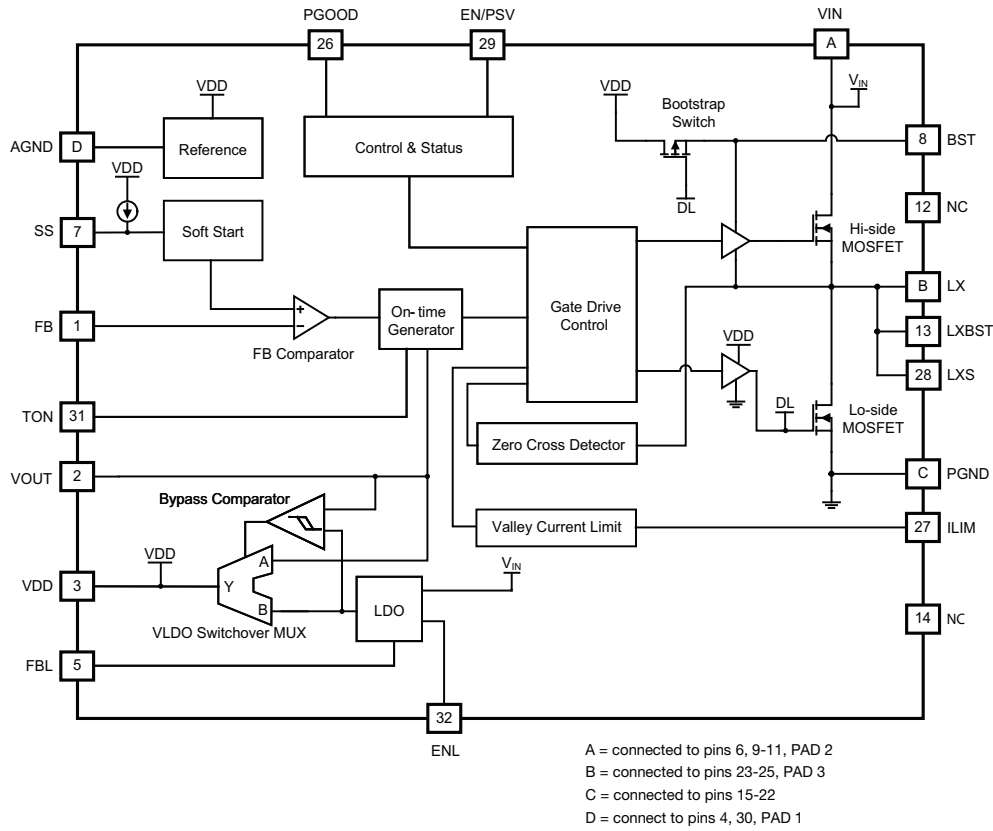 PGOOD
EN/PSV
VIN
26
29
A
VDD
Bootstrap
Switch
VIN
VDD
AGND
D
Reference
Control & Status
8
BST
VDD
DL
SS
7
Soft Start
12
NC
Hi-side
MOSFET
Gate Drive
Control
B
LX
+
−
FB
1
On-time
Generator
FB Comparator
13
LXBST
VDD
28
LXS
TON
31
DL
Lo-side
MOSFET
Zero Cross Detector
VOUT
2
C
PGND
Bypass Comparator
Valley Current Limit
27
ILIM
VDD
A
VIN
VDD
3
Y
B
LDO
14
NC
VLDO Switchover MUX
FBL
5
32
ENL
A = connected to pins 6, 9-11, PAD 2
B = connected to pins 23-25, PAD 3
C = connected to pins 15-22
D = connect to pins 4, 30, PAD 1